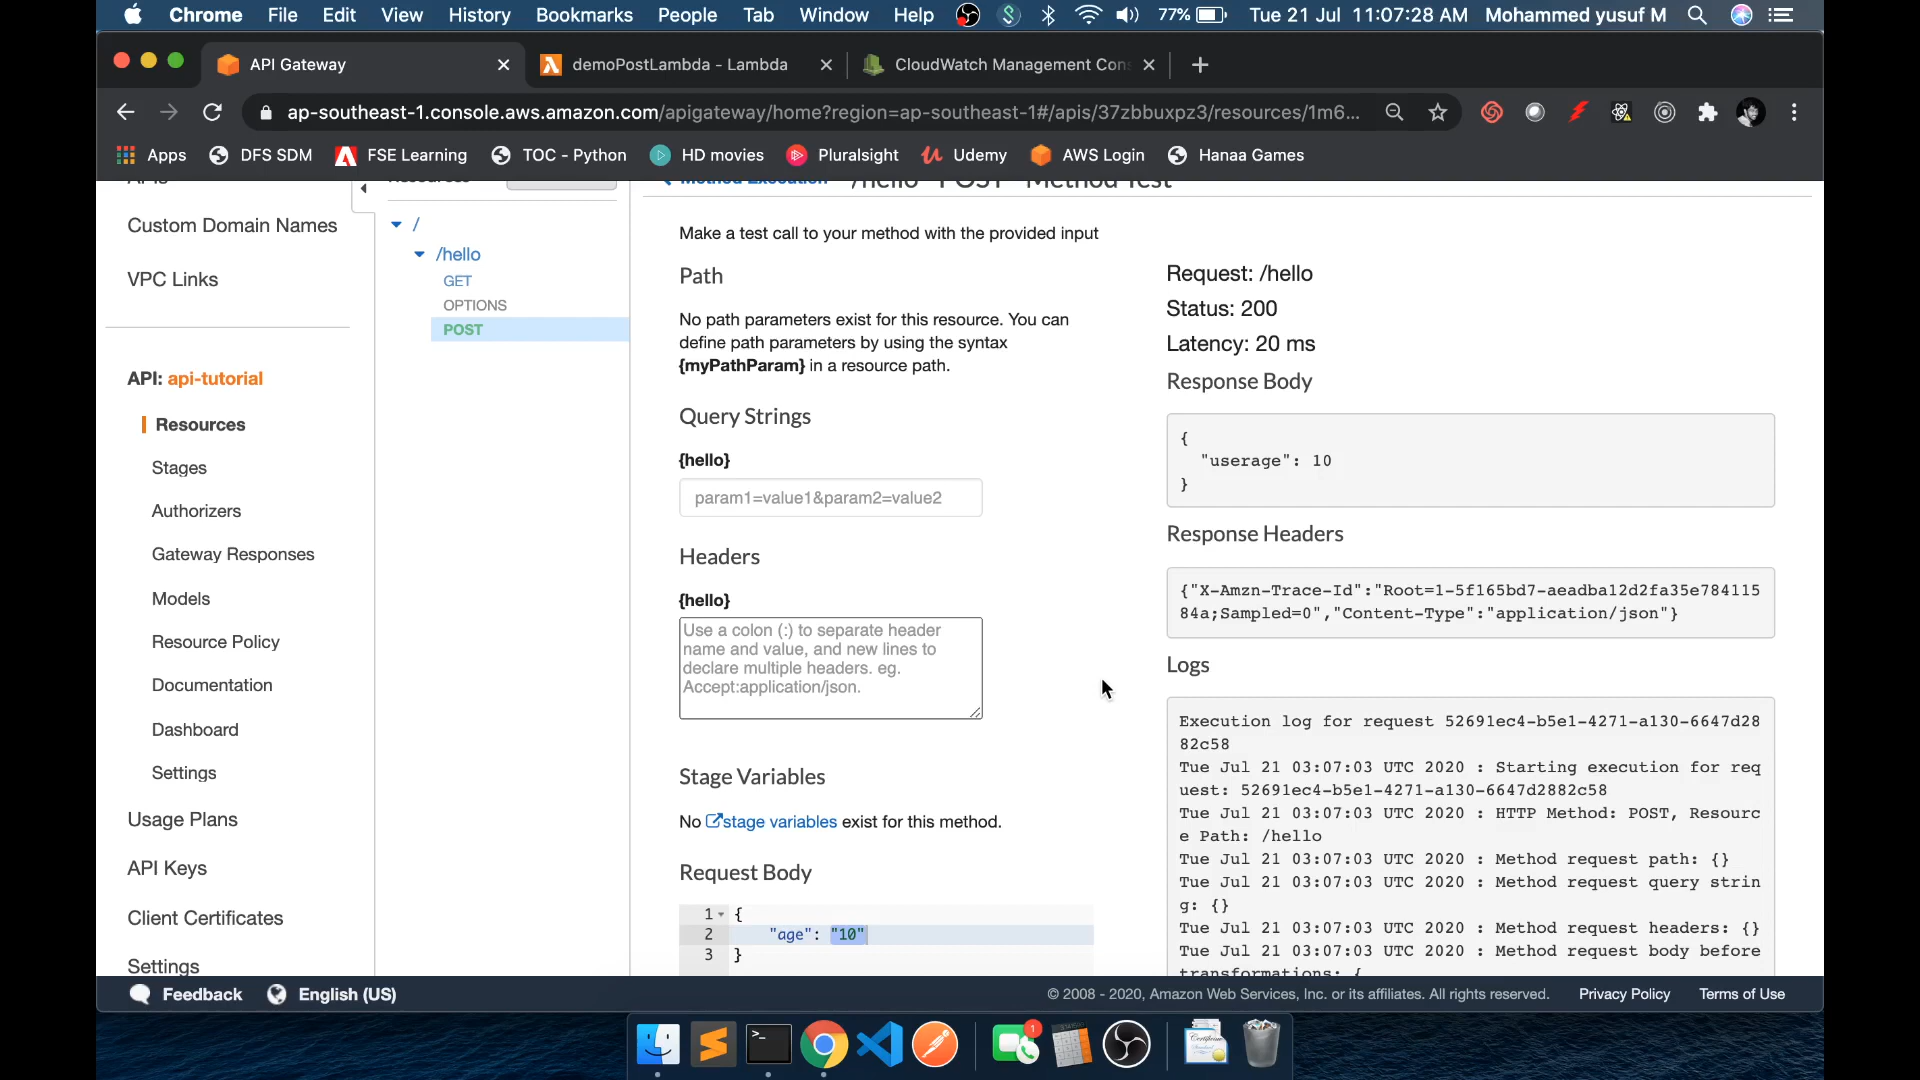 Chrome File Edit View History Bookmarks People Tab Window Help 77% Tue 21 Jul 11:07:28 AM Mohammed yusuf M
API Gateway
demoPostLambda - Lambda
CloudWatch Management Con
ap-southeast-1.console.aws.amazon.com/apigateway/home?region=ap-southeast-1#/apis/37zbbuxpz3/resources/1m6...
Apps DFS SDM FSE Learning TOC - Python HD movies Pluralsight Udemy AWS Login Hanaa Games
APIs
Custom Domain Names
VPC Links
API: api-tutorial
Resources
Stages
Authorizers
Gateway Responses
Models
Resource Policy
Documentation
Dashboard
Settings
Usage Plans
API Keys
Client Certificates
Settings
Resources
/
/hello
GET
OPTIONS
POST
Method Execution /hello - POST - Method Test
Make a test call to your method with the provided input
Path
No path parameters exist for this resource. You can
define path parameters by using the syntax
{myPathParam} in a resource path.
Query Strings
{hello}
param1=value1&param2=value2
Headers
{hello}
Use a colon (:) to separate header
name and value, and new lines to
declare multiple headers. eg.
Accept:application/json.
Stage Variables
No stage variables exist for this method.
Request Body
1 {
2 "age": "10"
3 }
Request: /hello
Status: 200
Latency: 20 ms
Response Body
{
"userage": 10
}
Response Headers
{"X-Amzn-Trace-Id":"Root=1-5f165bd7-aeadba12d2fa35e784115
84a;Sampled=0","Content-Type":"application/json"}
Logs
Execution log for request 52691ec4-b5e1-4271-a130-6647d28
82c58
Tue Jul 21 03:07:03 UTC 2020 : Starting execution for req
uest: 52691ec4-b5e1-4271-a130-6647d2882c58
Tue Jul 21 03:07:03 UTC 2020 : HTTP Method: POST, Resourc
e Path: /hello
Tue Jul 21 03:07:03 UTC 2020 : Method request path: {}
Tue Jul 21 03:07:03 UTC 2020 : Method request query strin
g: {}
Tue Jul 21 03:07:03 UTC 2020 : Method request headers: {}
Tue Jul 21 03:07:03 UTC 2020 : Method request body before
transformations: {
Feedback English (US) © 2008 - 2020, Amazon Web Services, Inc. or its affiliates. All rights reserved. Privacy Policy Terms of Use
1